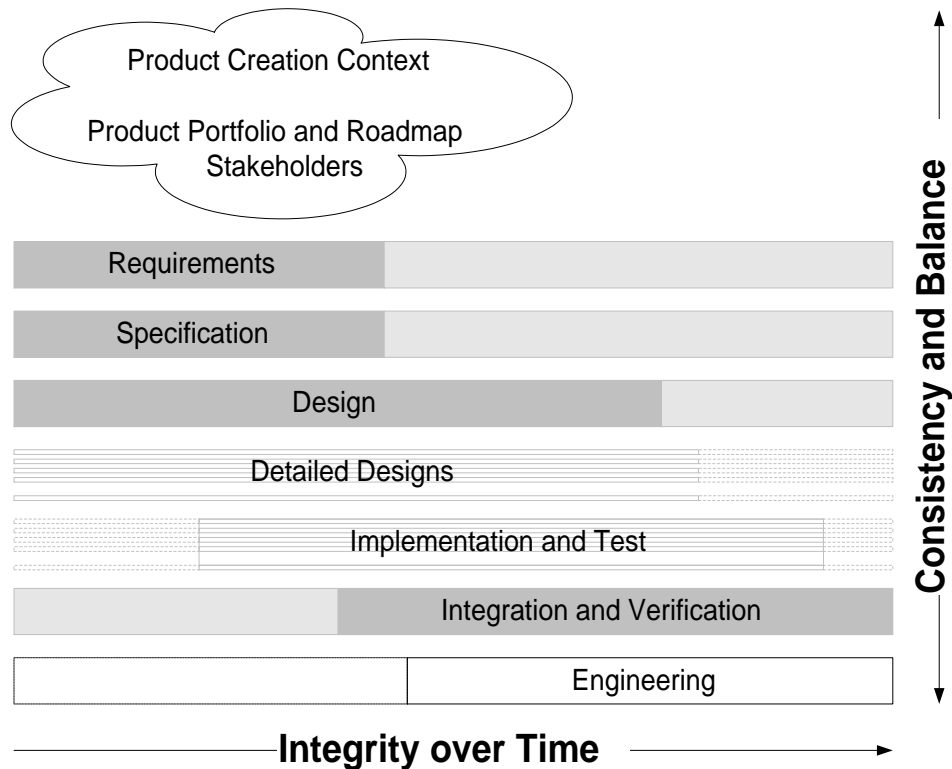 Product Creation Context
Product Portfolio and Roadmap
Stakeholders
Requirements
Specification
Design
Detailed Designs
Implementation and Test
Integration and Verification
Engineering
Integrity over Time
Consistency and Balance